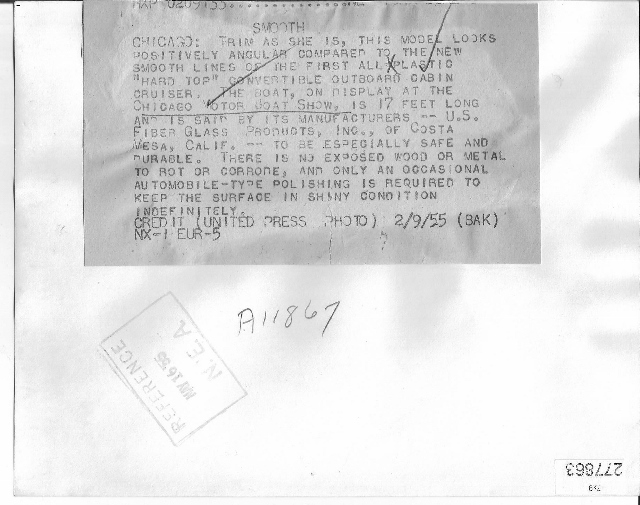 HXP 0209155
SMOOTH
CHICAGO: TRIM AS SHE IS, THIS MODEL LOOKS
POSITIVELY ANGULAR COMPARED TO THE NEW
SMOOTH LINES OF THE FIRST ALL PLASTIC
"HARD TOP" CONVERTIBLE OUTBOARD CABIN
CRUISER. THE BOAT, ON DISPLAY AT THE
CHICAGO MOTOR BOAT SHOW, IS 17 FEET LONG
AND IS SAID BY ITS MANUFACTURERS -- U.S.
FIBER GLASS PRODUCTS, INC., OF COSTA
MESA, CALIF. -- TO BE ESPECIALLY SAFE AND
DURABLE. THERE IS NO EXPOSED WOOD OR METAL
TO ROT OR CORRODE, AND ONLY AN OCCASIONAL
AUTOMOBILE-TYPE POLISHING IS REQUIRED TO
KEEP THE SURFACE IN SHINY CONDITION
INDEFINITELY.
CREDIT (UNITED PRESS PHOTO) 2/9/55 (BAK)
NX-1 EUR-5
A11867
N.E.A.
MAY 16 55
REFERENCE
277863